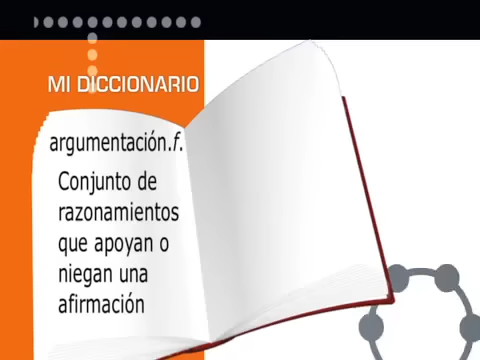 MI DICCIONARIO
argumentación.f.
Conjunto de
razonamientos
que apoyan o
niegan una
afirmación